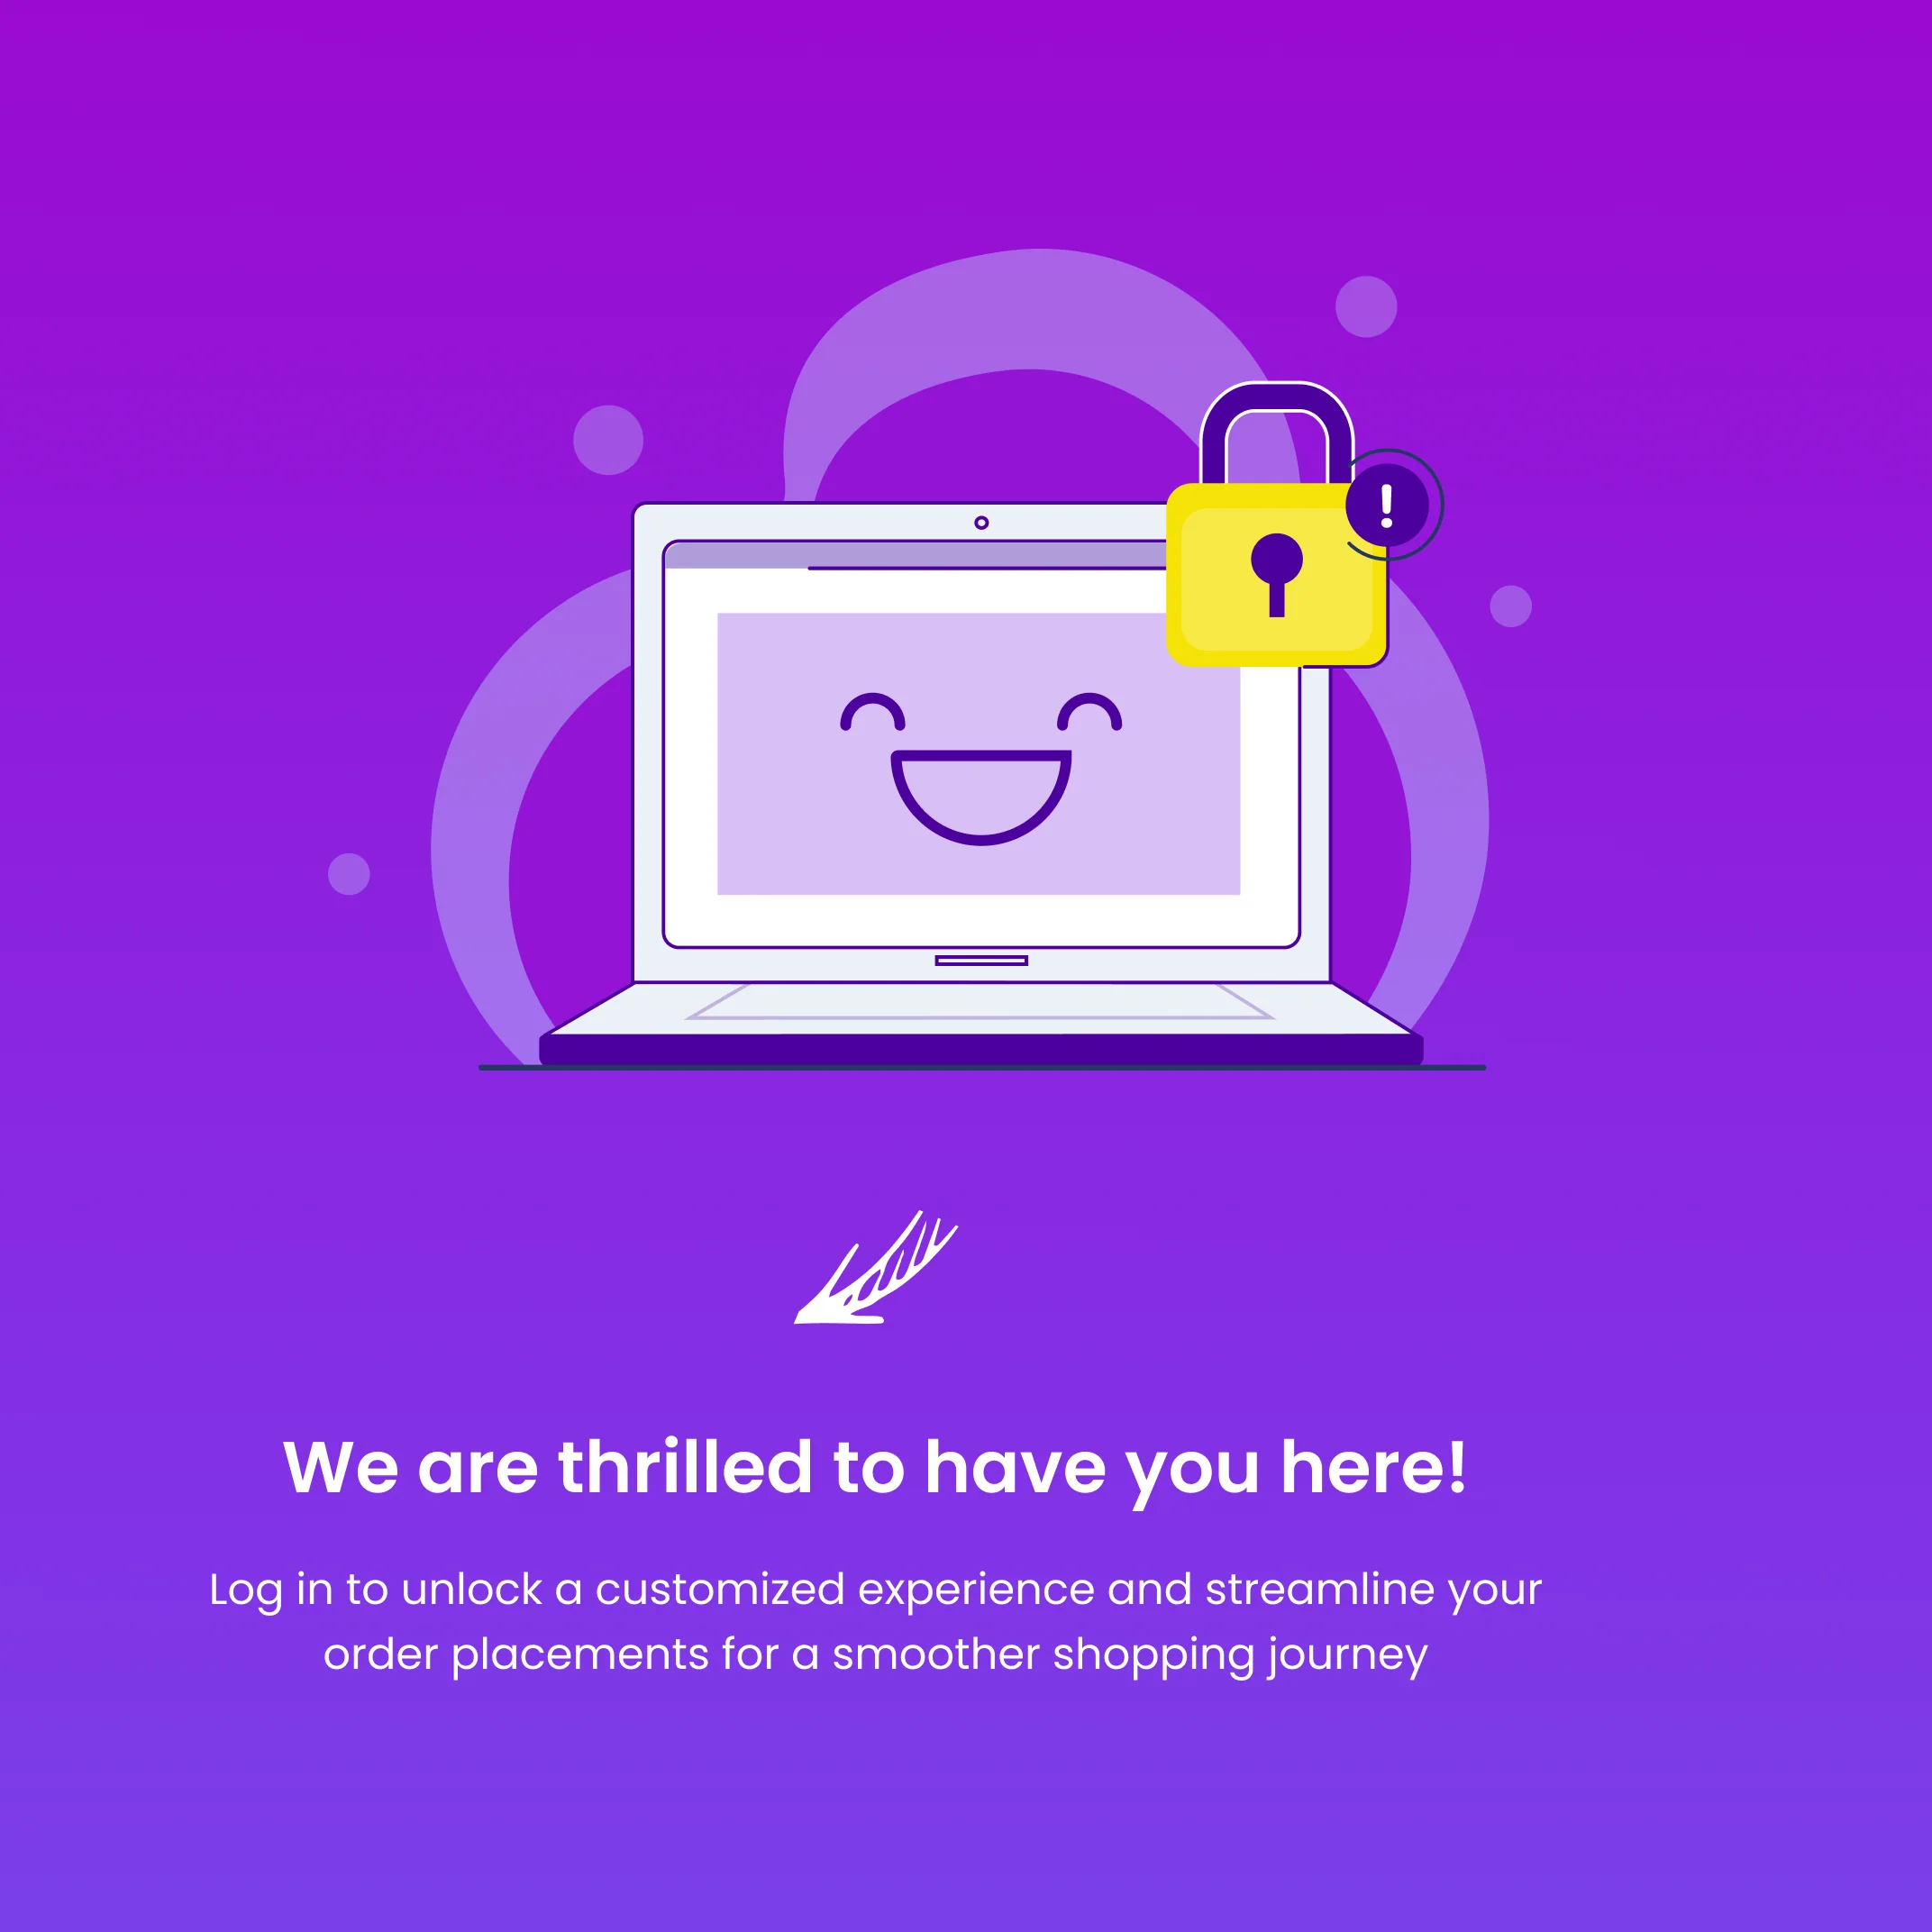 !
We are thrilled to have you here!
Log in to unlock a customized experience and streamline your
order placements for a smoother shopping journey